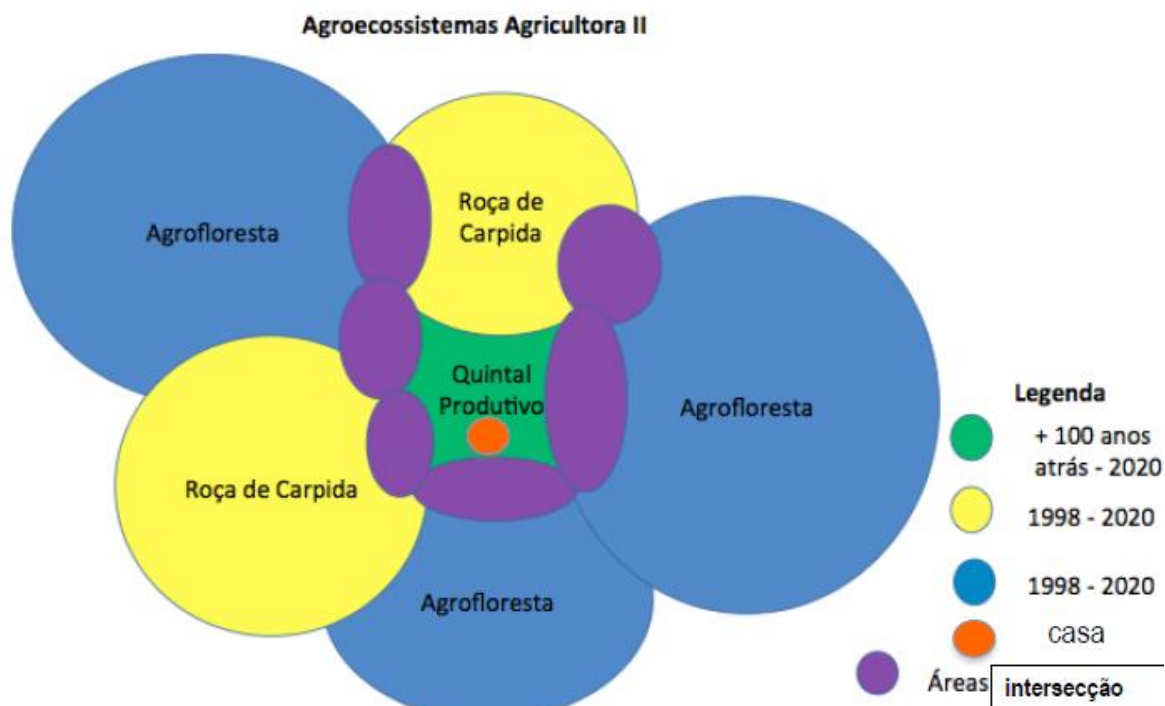 Agroecossistemas Agricultora II
Agrofloresta
Roça de
Carpida
Quintal
Produtivo
Agrofloresta
Roça de Carpida
Agrofloresta
Legenda
+ 100 anos
atrás - 2020
1998 - 2020
1998 - 2020
casa
Áreas intersecção